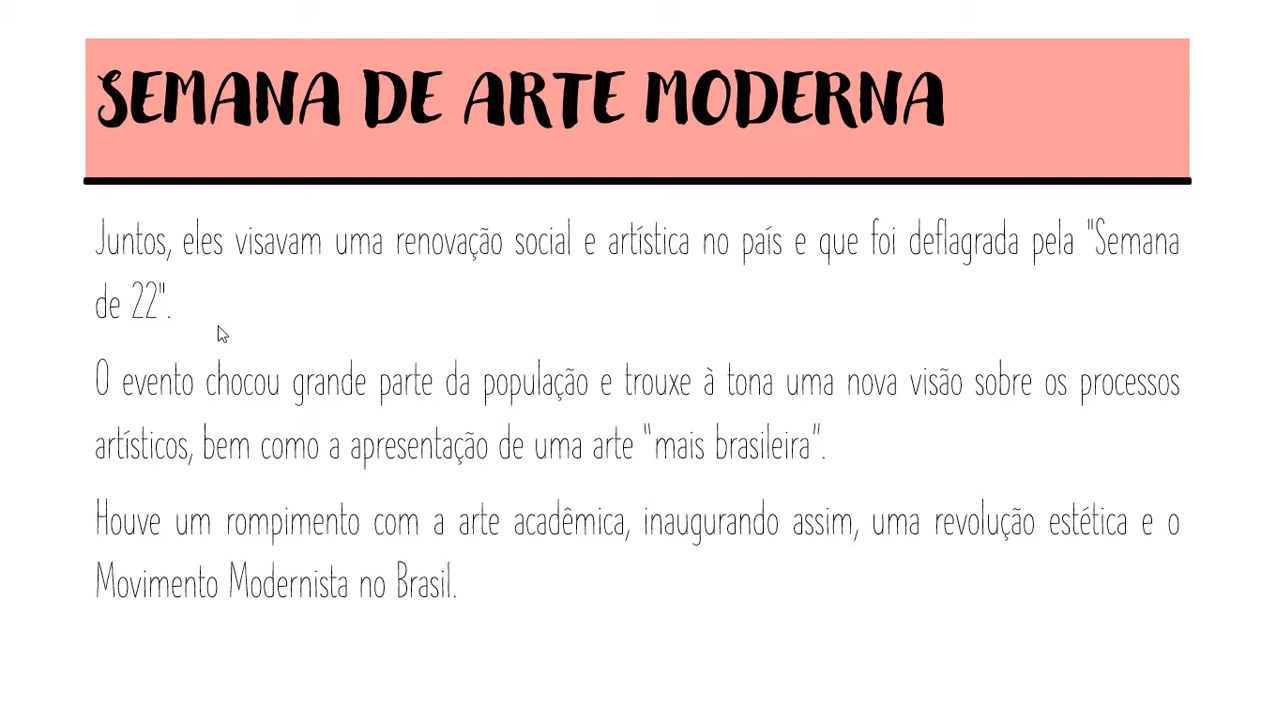 SEMANA DE ARTE MODERNA
Juntos, eles visavam uma renovação social e artística no país e que foi deflagrada pela "Semana
de 22".
O evento chocou grande parte da população e trouxe à tona uma nova visão sobre os processos
artísticos, bem como a apresentação de uma arte “mais brasileira”.
Houve um rompimento com a arte acadêmica, inaugurando assim, uma revolução estética e o
Movimento Modernista no Brasil.